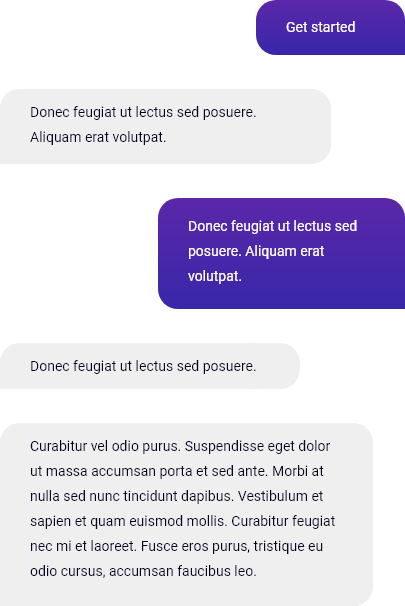 Get started
Donec feugiat ut lectus sed posuere.
Aliquam erat volutpat.
Donec feugiat ut lectus sed
posuere. Aliquam erat
volutpat.
Donec feugiat ut lectus sed posuere.
Curabitur vel odio purus. Suspendisse eget dolor
ut massa accumsan porta et sed ante. Morbi at
nulla sed nunc tincidunt dapibus. Vestibulum et
sapien et quam euismod mollis. Curabitur feugiat
nec mi et laoreet. Fusce eros purus, tristique eu
odio cursus, accumsan faucibus leo.